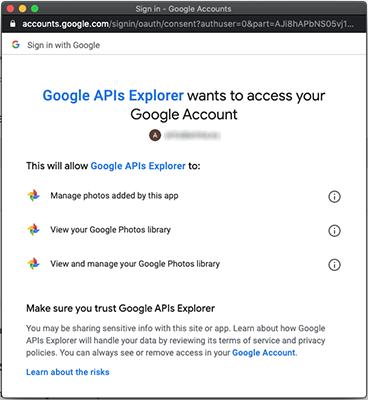 Sign in - Google Accounts
accounts.google.com/signin/oauth/consent?authuser=0&part=AJi8hAPbNS05vj1...
Sign in with Google
Google APIs Explorer wants to access your
Google Account
A
This will allow Google APIs Explorer to:
Manage photos added by this app
View your Google Photos library
View and manage your Google Photos library
Make sure you trust Google APIs Explorer
You may be sharing sensitive info with this site or app. Learn about how Google
APIs Explorer will handle your data by reviewing its terms of service and privacy
policies. You can always see or remove access in your Google Account.
Learn about the risks